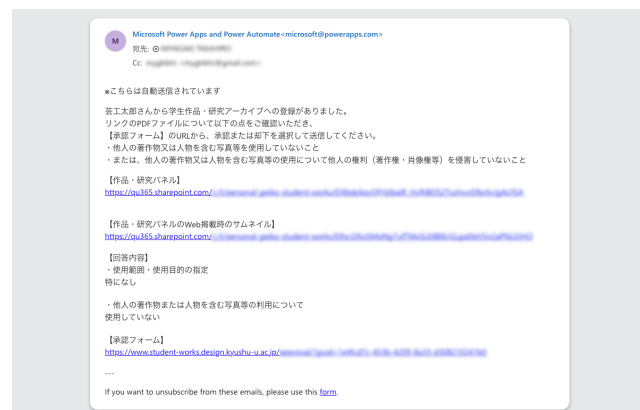 M
Microsoft Power Apps and Power Automate<microsoft@powerapps.com>
宛先:
Cc:
※こちらは自動送信されています
芸工太郎さんから学生作品・研究アーカイブへの登録がありました。
リンクのPDFファイルについて以下の点をご確認いただき、
【承認フォーム】のURLから、承認または却下を選択して送信してください。
・他人の著作物又は人物を含む写真等を使用していないこと
・または、他人の著作物又は人物を含む写真等の使用について他人の権利（著作権・肖像権等）を侵害していないこと
【作品・研究パネル】
https://qu365.sharepoint.com/
【作品・研究パネルのWeb掲載時のサムネイル】
https://qu365.sharepoint.com/
【回答内容】
・使用範囲・使用目的の指定
特になし
・他人の著作物または人物を含む写真等の利用について
使用していない
【承認フォーム】
https://www.student-works.design.kyushu-u.ac.jp/
---
If you want to unsubscribe from these emails, please use this form.